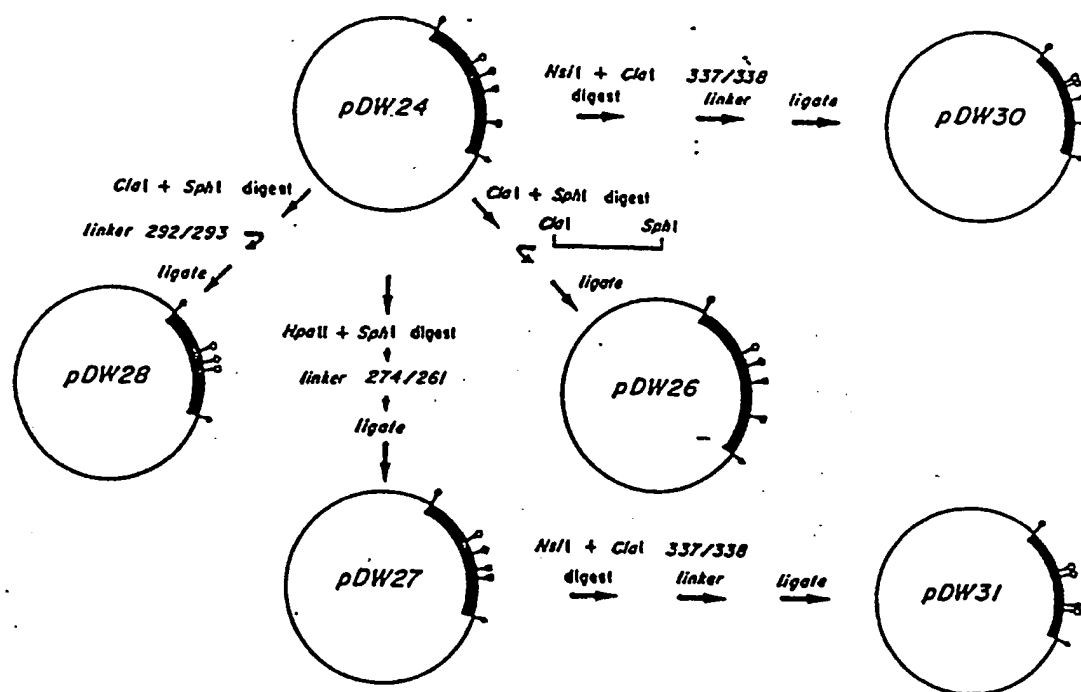 pDW24
NsiI + ClaI 337/338
digest linker ligate
pDW30
ClaI + SphI digest
linker 292/293
ligate
pDW28
ClaI + SphI digest
ClaI SphI
ligate
pDW26
HpaII + SphI digest
linker 274/261
ligate
pDW27
NsiI + ClaI 337/338
digest linker ligate
pDW31